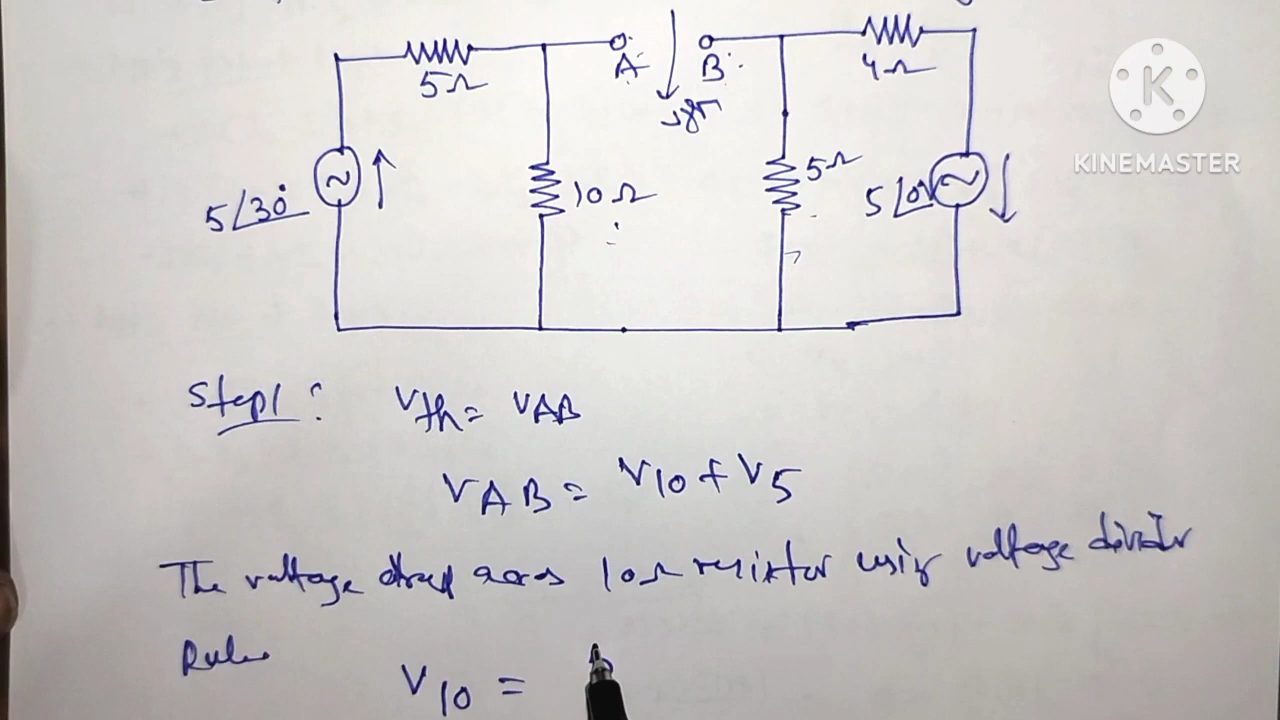 5Ω
A
B
4Ω
K
KINEMASTER
5∠30°
10Ω
5Ω
5∠0V
Step1: Vth = VAB
VAB = V10 + V5
The voltage drop across 10Ω resistor using voltage divider
Rule
V10 =